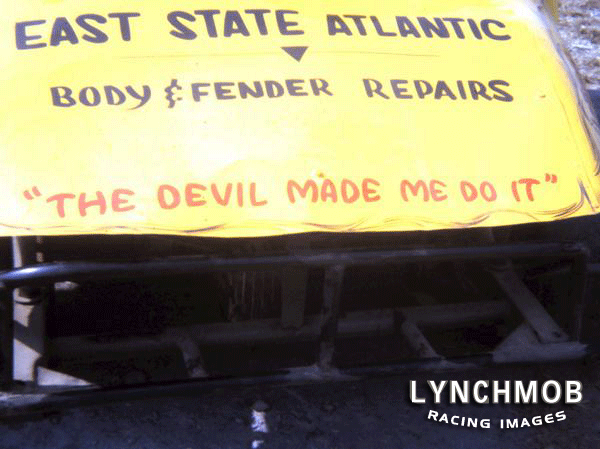 EAST STATE ATLANTIC
BODY & FENDER REPAIRS
"THE DEVIL MADE ME DO IT"
LYNCHMOB
RACING IMAGES